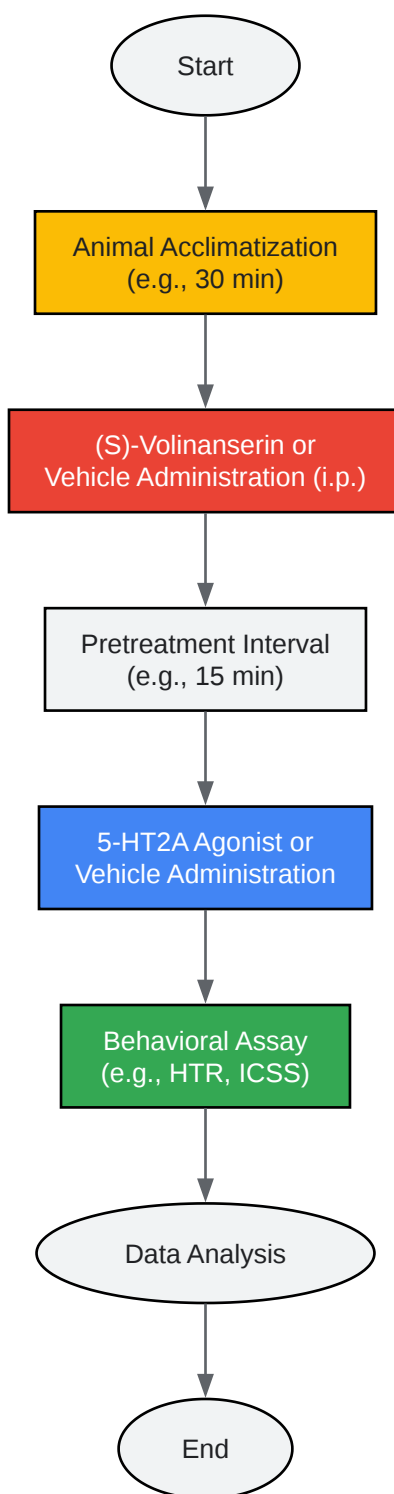 Start
Animal Acclimatization
(e.g., 30 min)
(S)-Volinanserin or
Vehicle Administration (i.p.)
Pretreatment Interval
(e.g., 15 min)
5-HT2A Agonist or
Vehicle Administration
Behavioral Assay
(e.g., HTR, ICSS)
Data Analysis
End